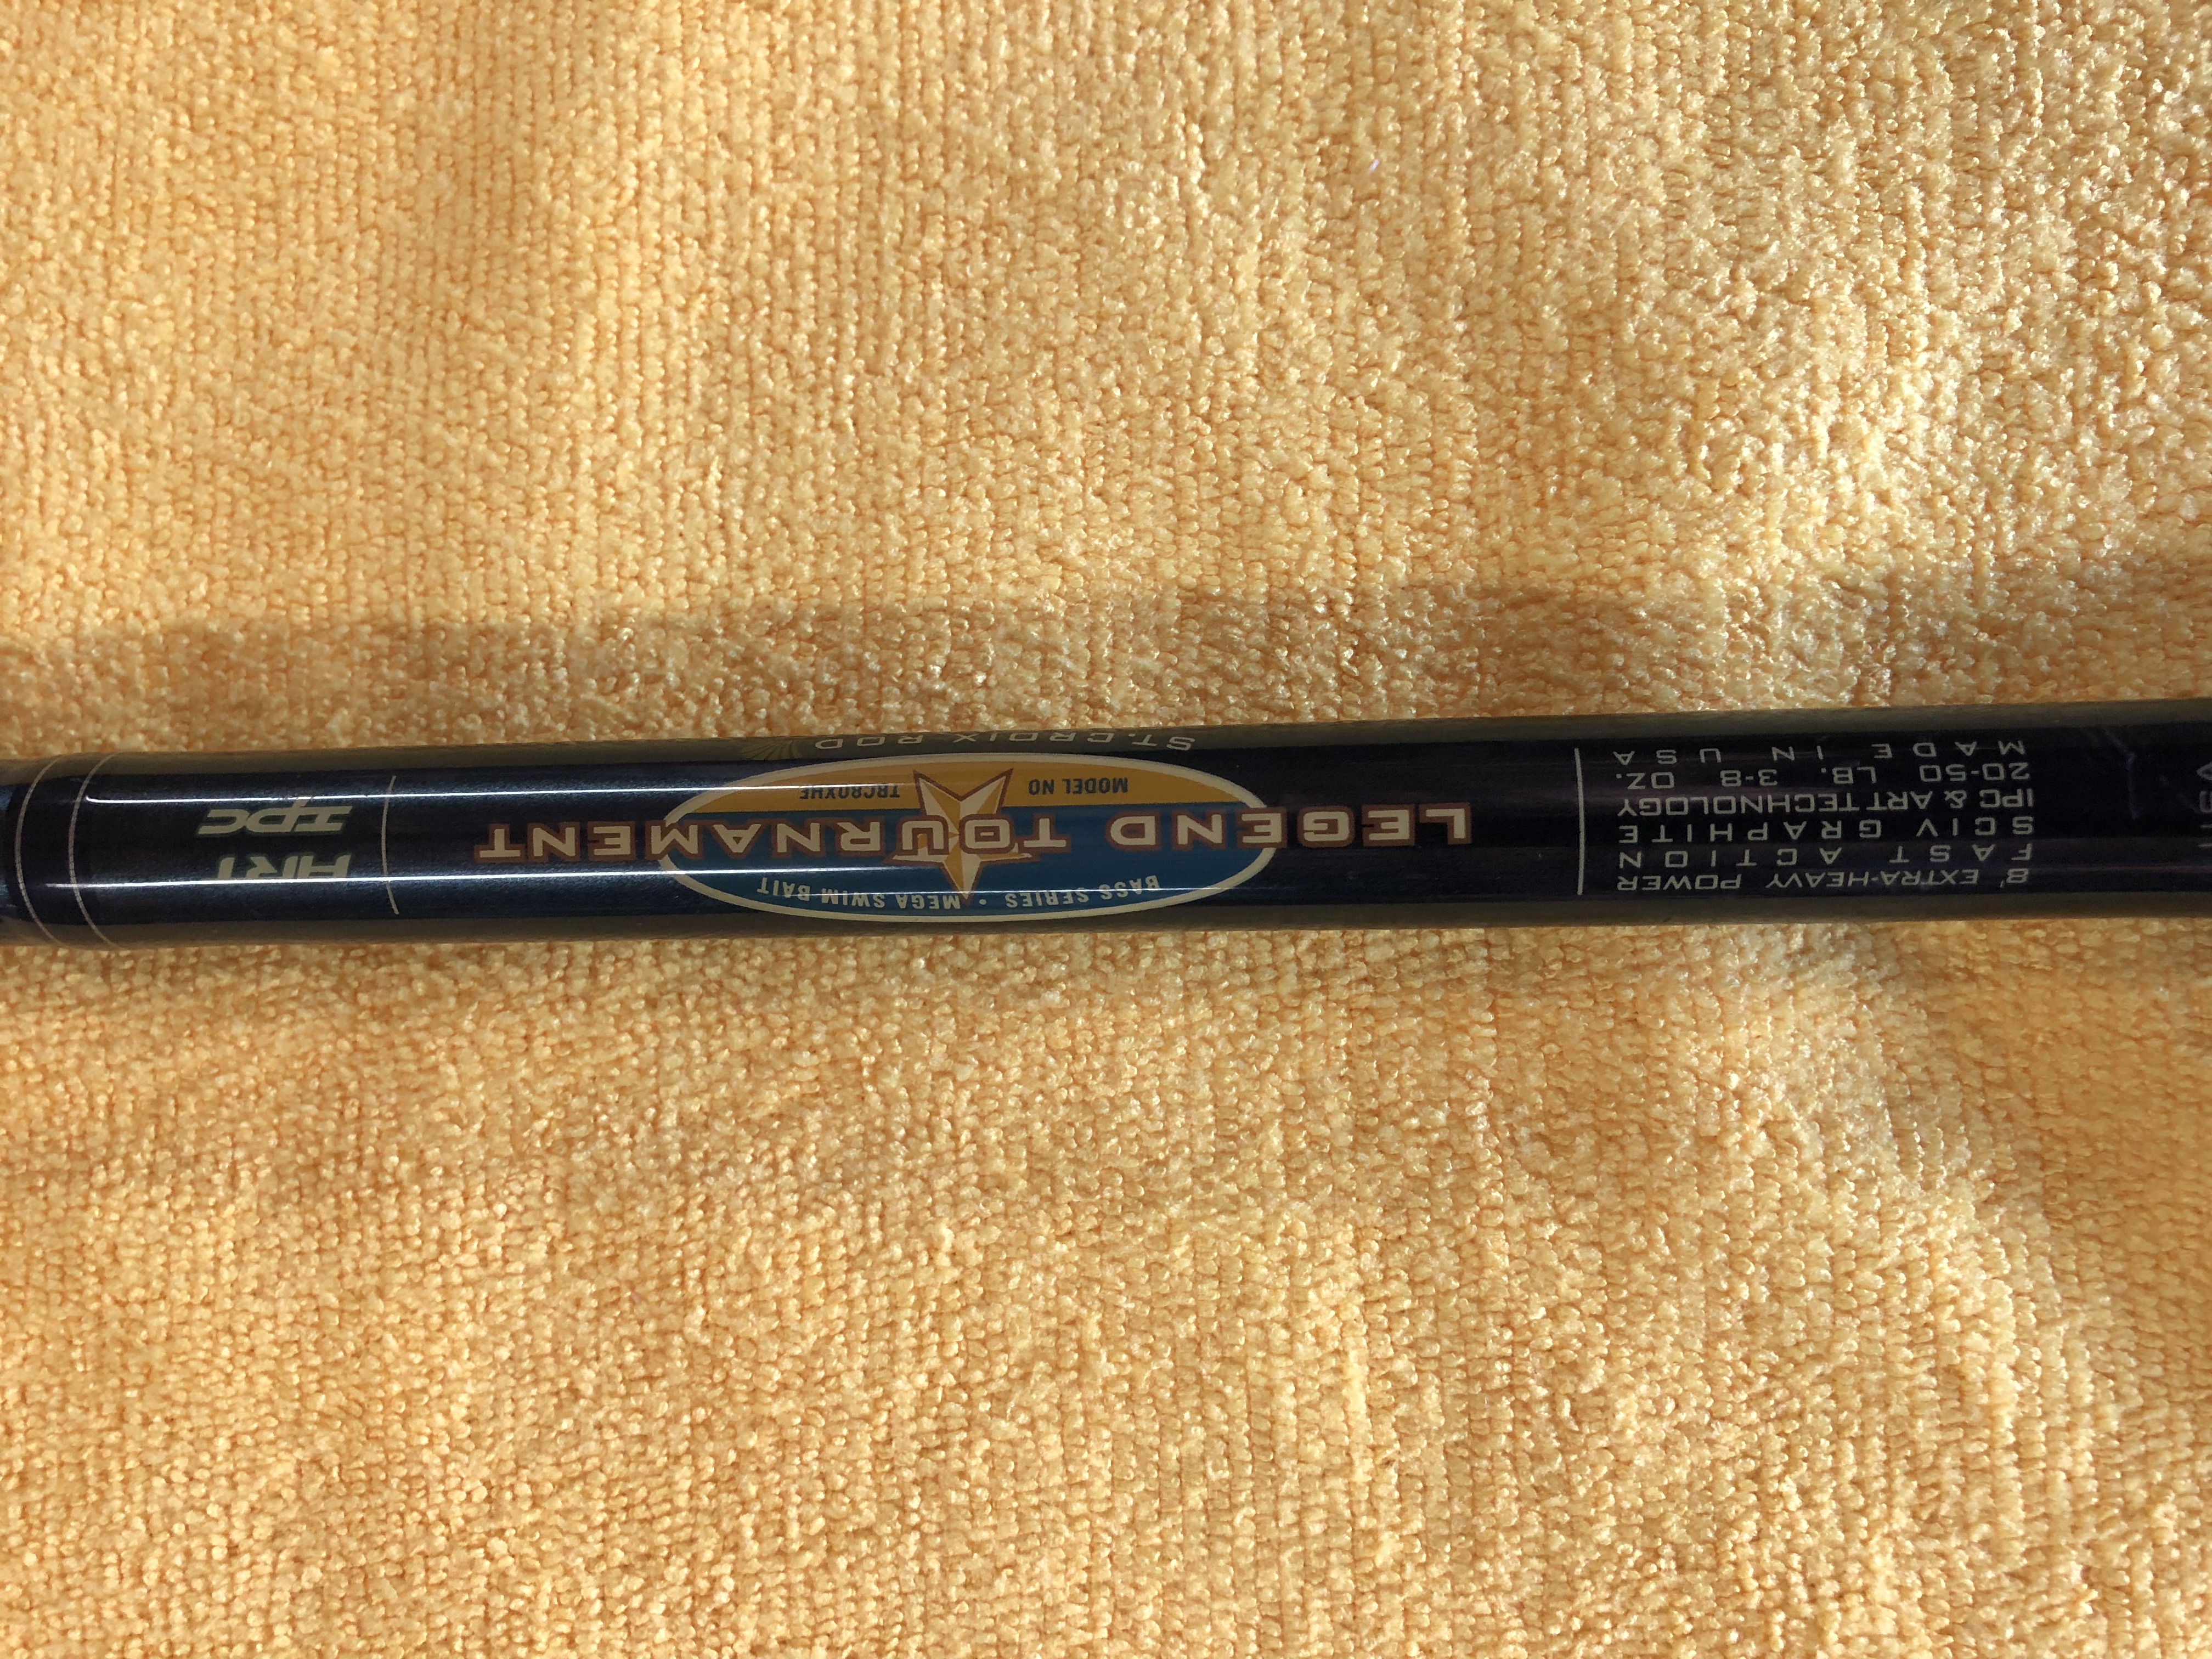 8' EXTRA-HEAVY POWER
FAST ACTION
SCIV GRAPHITE
IPC & ART TECHNOLOGY
20-50 LB. 3-8 OZ.
MADE IN USA
BASS SERIES • MEGA SWIM BAIT
LEGEND TOURNAMENT
MODEL NO TBC80XHF
ST.CROIX ROD
ART
IPC